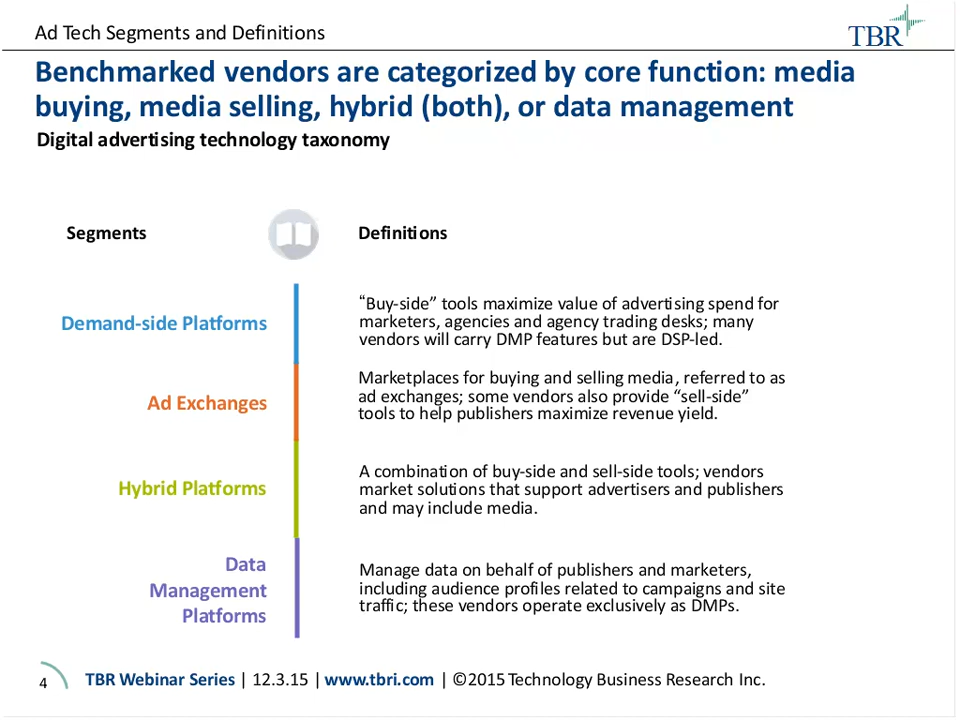 Ad Tech Segments and Definitions
TBR
Benchmarked vendors are categorized by core function: media
buying, media selling, hybrid (both), or data management
Digital advertising technology taxonomy
Segments
Definitions
Demand-side Platforms
“Buy-side” tools maximize value of advertising spend for
marketers, agencies and agency trading desks; many
vendors will carry DMP features but are DSP-led.
Ad Exchanges
Marketplaces for buying and selling media, referred to as
ad exchanges; some vendors also provide “sell-side”
tools to help publishers maximize revenue yield.
Hybrid Platforms
A combination of buy-side and sell-side tools; vendors
market solutions that support advertisers and publishers
and may include media.
Data
Management
Platforms
Manage data on behalf of publishers and marketers,
including audience profiles related to campaigns and site
traffic; these vendors operate exclusively as DMPs.
4
TBR Webinar Series | 12.3.15 | www.tbri.com | ©2015 Technology Business Research Inc.